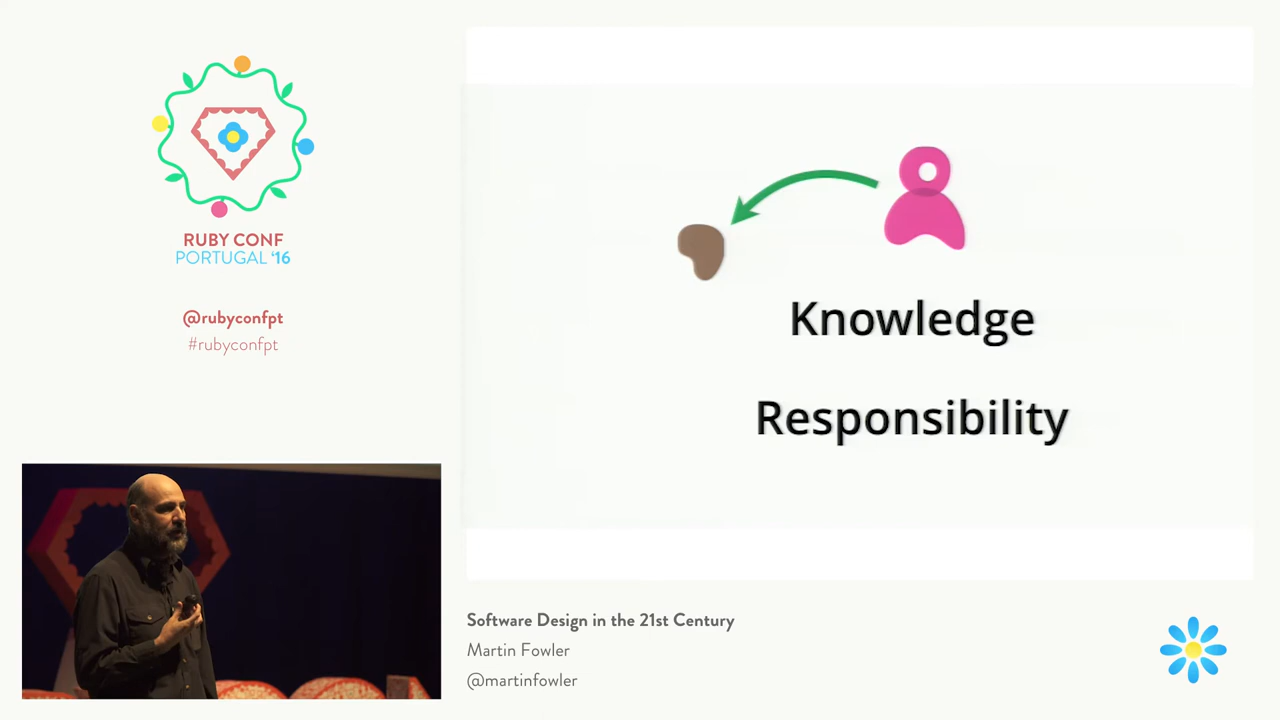 RUBY CONF
PORTUGAL ‘16
@rubyconfpt
#rubyconfpt
Knowledge
Responsibility
Software Design in the 21st Century
Martin Fowler
@martinfowler